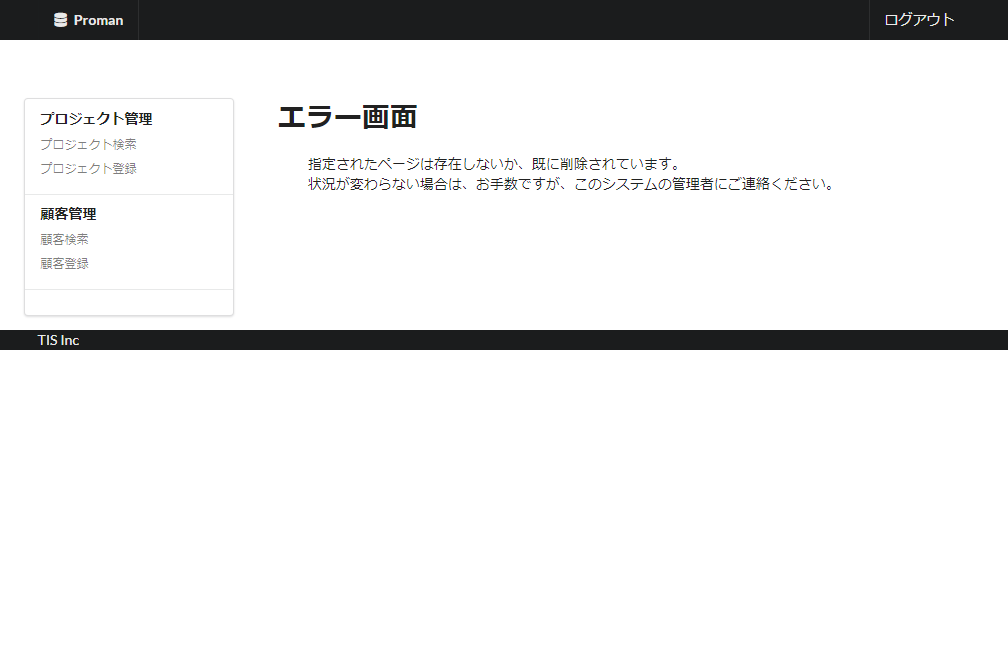 Proman
ログアウト
プロジェクト管理
プロジェクト検索
プロジェクト登録
顧客管理
顧客検索
顧客登録
エラー画面
指定されたページは存在しないか、既に削除されています。
状況が変わらない場合は、お手数ですが、このシステムの管理者にご連絡ください。
TIS Inc